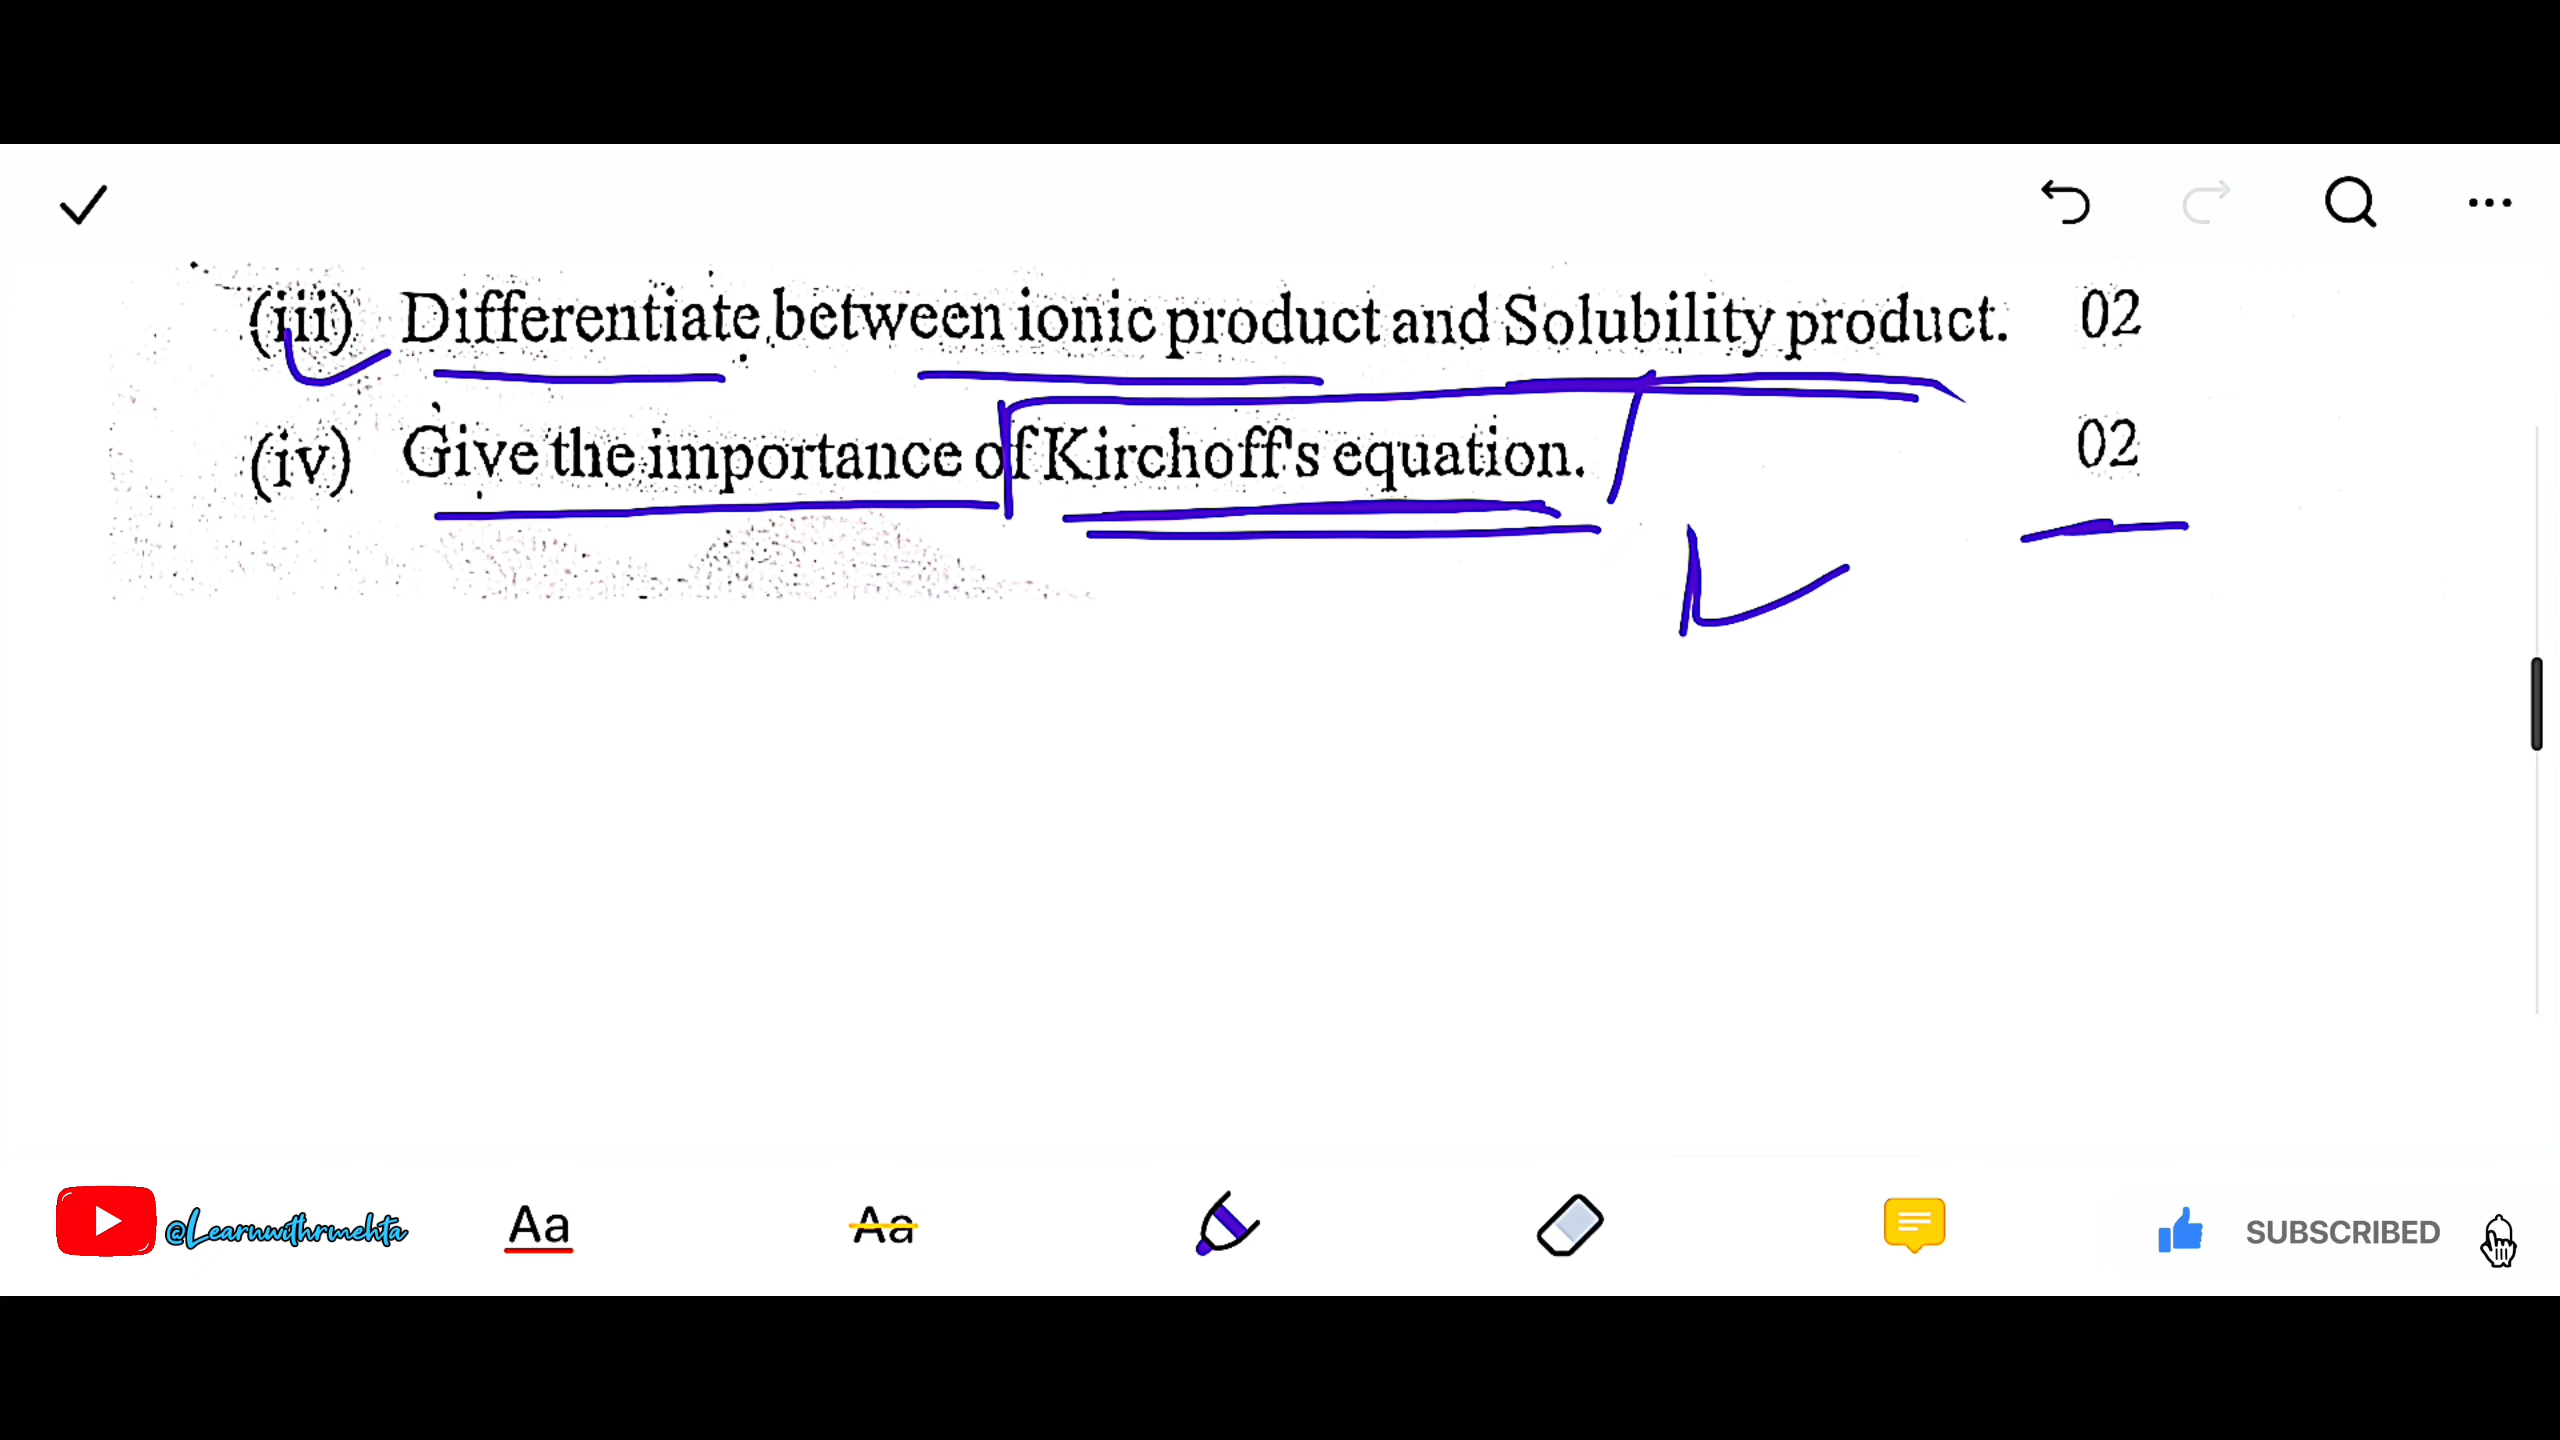 (iii) Differentiate between ionic product and Solubility product. 02
(iv) Give the importance of Kirchoff's equation. 02
@Learnwithrmehta Aa Aa SUBSCRIBED